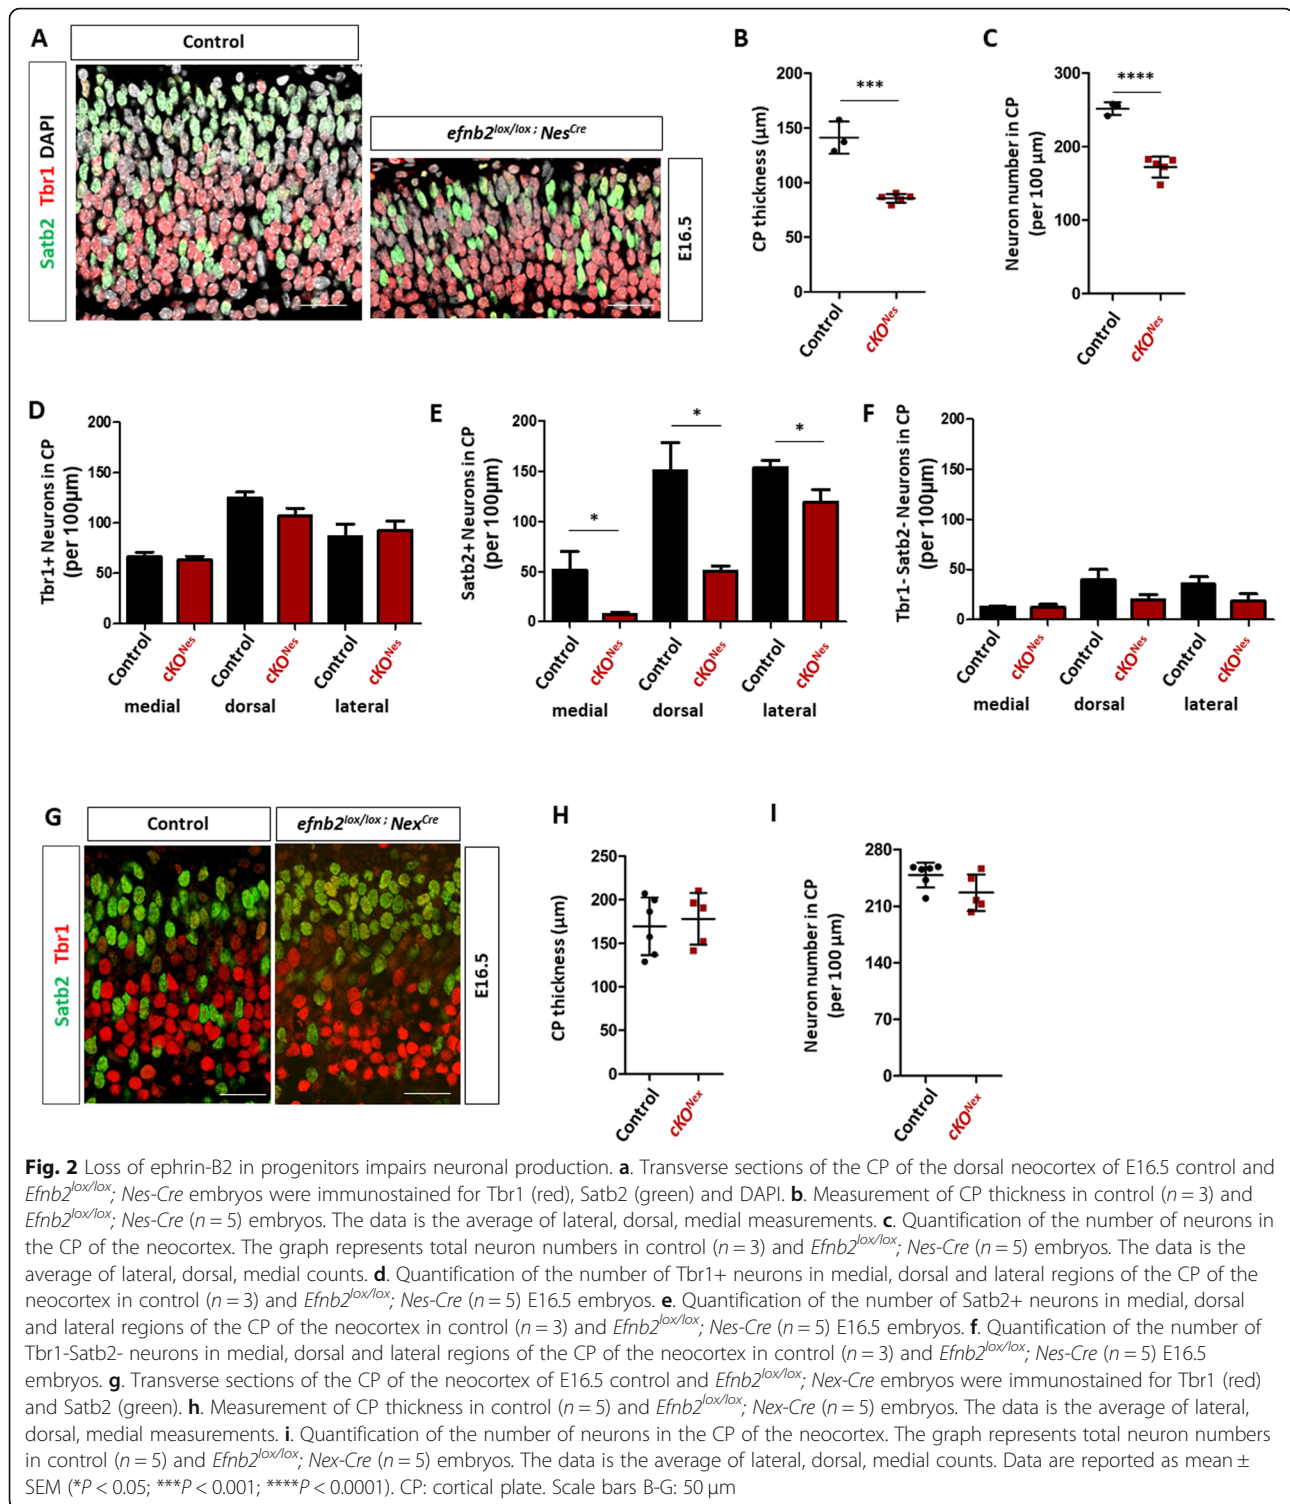 A
Control
Satb2 Tbr1 DAPI
efnb2lox/lox; NesCre
E16.5
B
CP thickness (µm)
200
150
100
50
0
***
Control
cKONes
C
Neuron number in CP
(per 100 µm)
300
200
100
0
****
Control
cKONes
D
Tbr1+ Neurons in CP
(per 100µm)
200
150
100
50
0
Control
cKONes
Control
cKONes
Control
cKONes
medial
dorsal
lateral
E
Satb2+ Neurons in CP
(per 100µm)
200
150
100
50
0
*
*
*
Control
cKONes
Control
cKONes
Control
cKONes
medial
dorsal
lateral
F
Tbr1- Satb2- Neurons in CP
(per 100µm)
200
150
100
50
0
Control
cKONes
Control
cKONes
Control
cKONes
medial
dorsal
lateral
G
Control
efnb2lox/lox; NexCre
Satb2 Tbr1
E16.5
H
CP thickness (µm)
250
200
150
100
50
0
Control
cKONex
I
Neuron number in CP
(per 100 µm)
280
210
140
70
0
Control
cKONex
Fig. 2 Loss of ephrin-B2 in progenitors impairs neuronal production. a. Transverse sections of the CP of the dorsal neocortex of E16.5 control and
Efnb2lox/lox; Nes-Cre embryos were immunostained for Tbr1 (red), Satb2 (green) and DAPI. b. Measurement of CP thickness in control (n = 3) and
Efnb2lox/lox; Nes-Cre (n = 5) embryos. The data is the average of lateral, dorsal, medial measurements. c. Quantification of the number of neurons in
the CP of the neocortex. The graph represents total neuron numbers in control (n = 3) and Efnb2lox/lox; Nes-Cre (n = 5) embryos. The data is the
average of lateral, dorsal, medial counts. d. Quantification of the number of Tbr1+ neurons in medial, dorsal and lateral regions of the CP of the
neocortex in control (n = 3) and Efnb2lox/lox; Nes-Cre (n = 5) E16.5 embryos. e. Quantification of the number of Satb2+ neurons in medial, dorsal
and lateral regions of the CP of the neocortex in control (n = 3) and Efnb2lox/lox; Nes-Cre (n = 5) E16.5 embryos. f. Quantification of the number of
Tbr1-Satb2- neurons in medial, dorsal and lateral regions of the CP of the neocortex in control (n = 3) and Efnb2lox/lox; Nes-Cre (n = 5) E16.5
embryos. g. Transverse sections of the CP of the neocortex of E16.5 control and Efnb2lox/lox; Nex-Cre embryos were immunostained for Tbr1 (red)
and Satb2 (green). h. Measurement of CP thickness in control (n = 5) and Efnb2lox/lox; Nex-Cre (n = 5) embryos. The data is the average of lateral,
dorsal, medial measurements. i. Quantification of the number of neurons in the CP of the neocortex. The graph represents total neuron numbers
in control (n = 5) and Efnb2lox/lox; Nex-Cre (n = 5) embryos. The data is the average of lateral, dorsal, medial counts. Data are reported as mean ±
SEM (*P < 0.05; ***P < 0.001; ****P < 0.0001). CP: cortical plate. Scale bars B-G: 50 µm